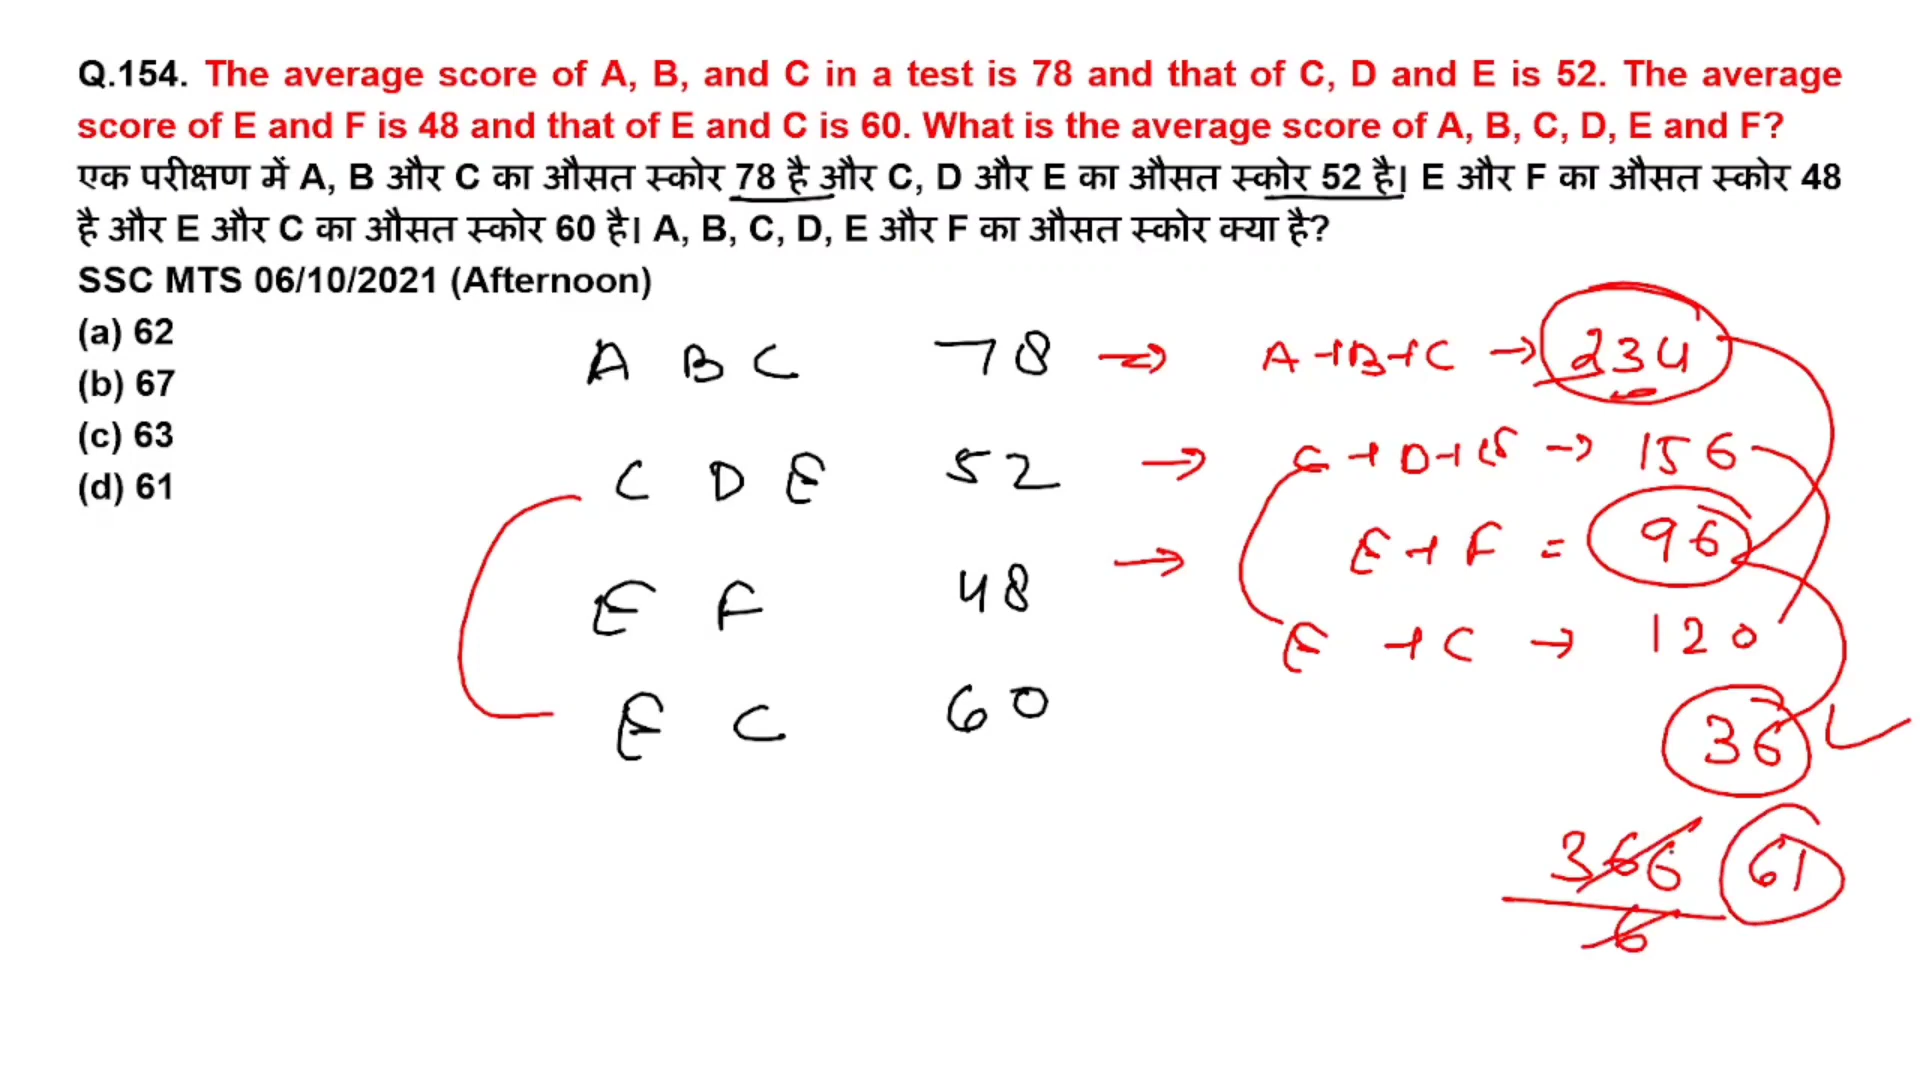 Q.154. The average score of A, B, and C in a test is 78 and that of C, D and E is 52. The average
score of E and F is 48 and that of E and C is 60. What is the average score of A, B, C, D, E and F?
एक परीक्षण में A, B और C का औसत स्कोर 78 है और C, D और E का औसत स्कोर 52 है। E और F का औसत स्कोर 48
है और E और C का औसत स्कोर 60 है। A, B, C, D, E और F का औसत स्कोर क्या है?
SSC MTS 06/10/2021 (Afternoon)
(a) 62
(b) 67
(c) 63
(d) 61
A B C 78 → A+B+C → 234
C D E 52 → C+D+E → 156
E F 48 → E+F = 96
E C 60 E+C → 120
36
366 61
6